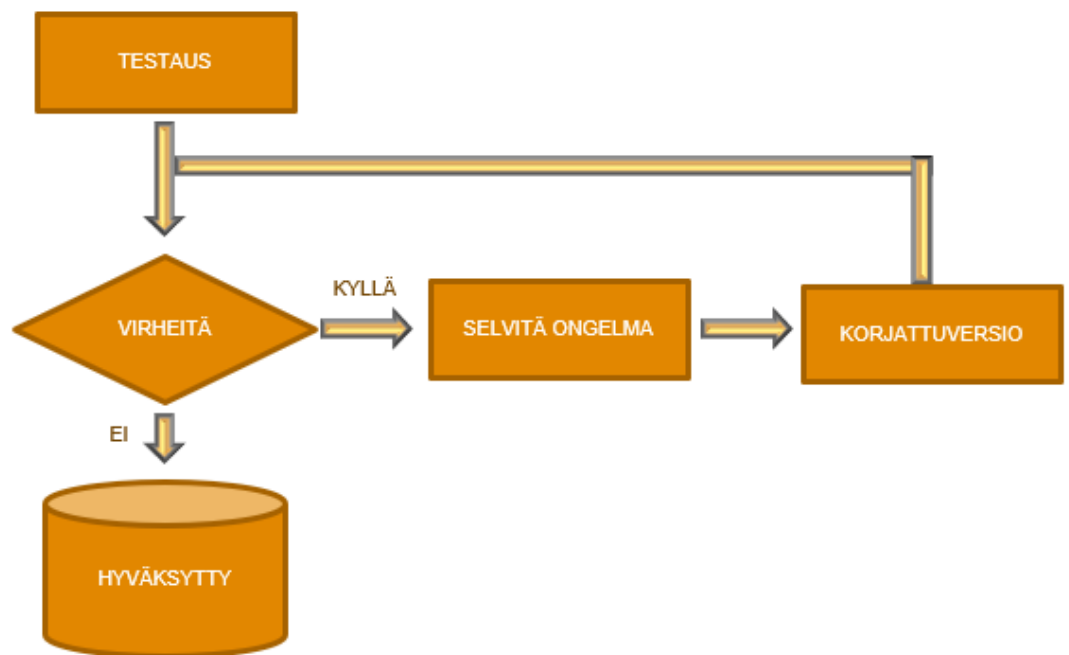 TESTAUS
VIRHEITÄ
KYLLÄ
SELVITÄ ONGELMA
KORJATTUVERSIO
EI
HYVÄKSYTTY